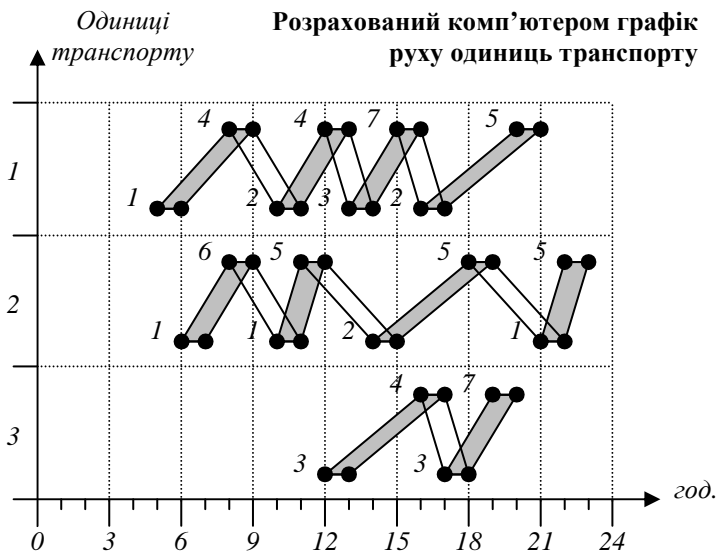 Одиниці транспорту
Розрахований комп’ютером графік
руху одиниць транспорту
4 4 7 5
1
1 2 3 2
6 5 5 5
2
1 1 2 1
4 7
3
3 3
год.
0 3 6 9 12 15 18 21 24